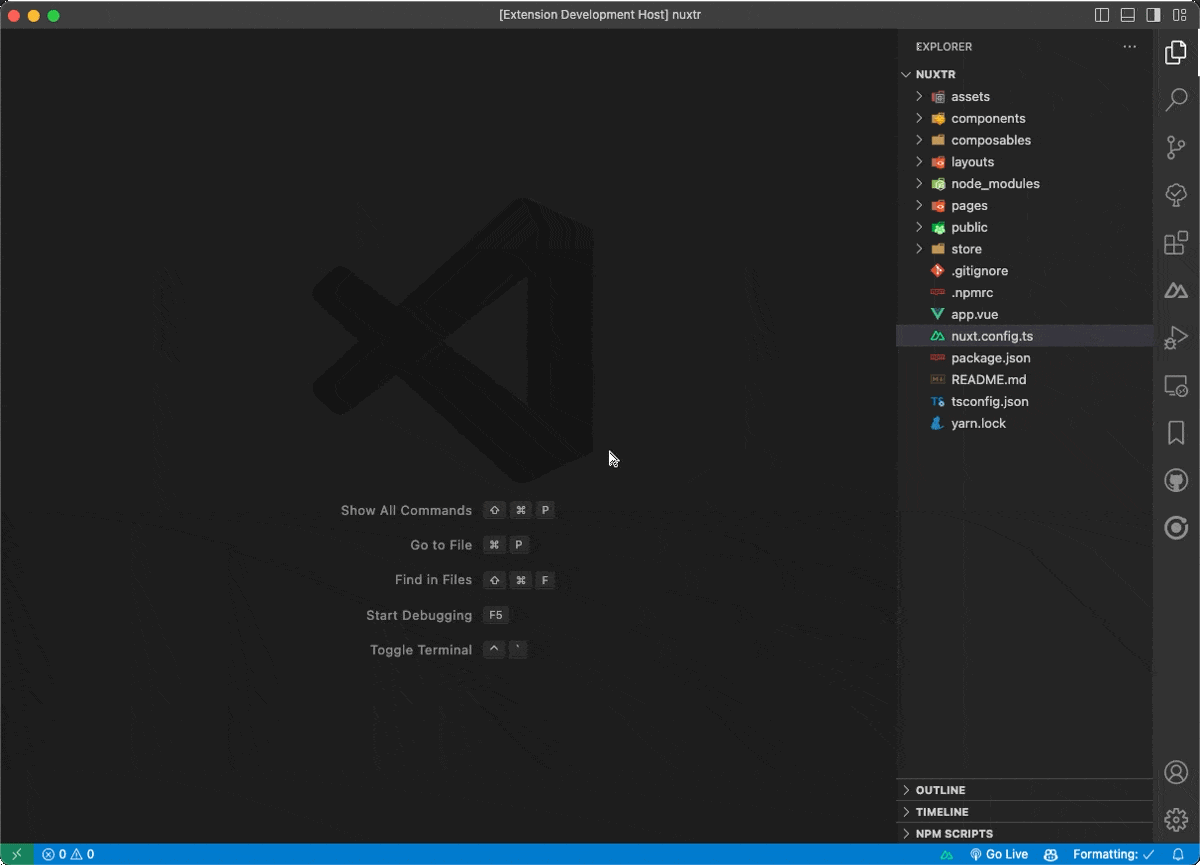 [Extension Development Host] nuxtr
EXPLORER
NUXTR
assets
components
composables
layouts
node_modules
pages
public
store
.gitignore
.npmrc
app.vue
nuxt.config.ts
package.json
README.md
TS tsconfig.json
yarn.lock
Show All Commands ⇧ ⌘ P
Go to File ⌘ P
Find in Files ⇧ ⌘ F
Start Debugging F5
Toggle Terminal ^ `
OUTLINE
TIMELINE
NPM SCRIPTS
0 0 Go Live Formatting: ✓